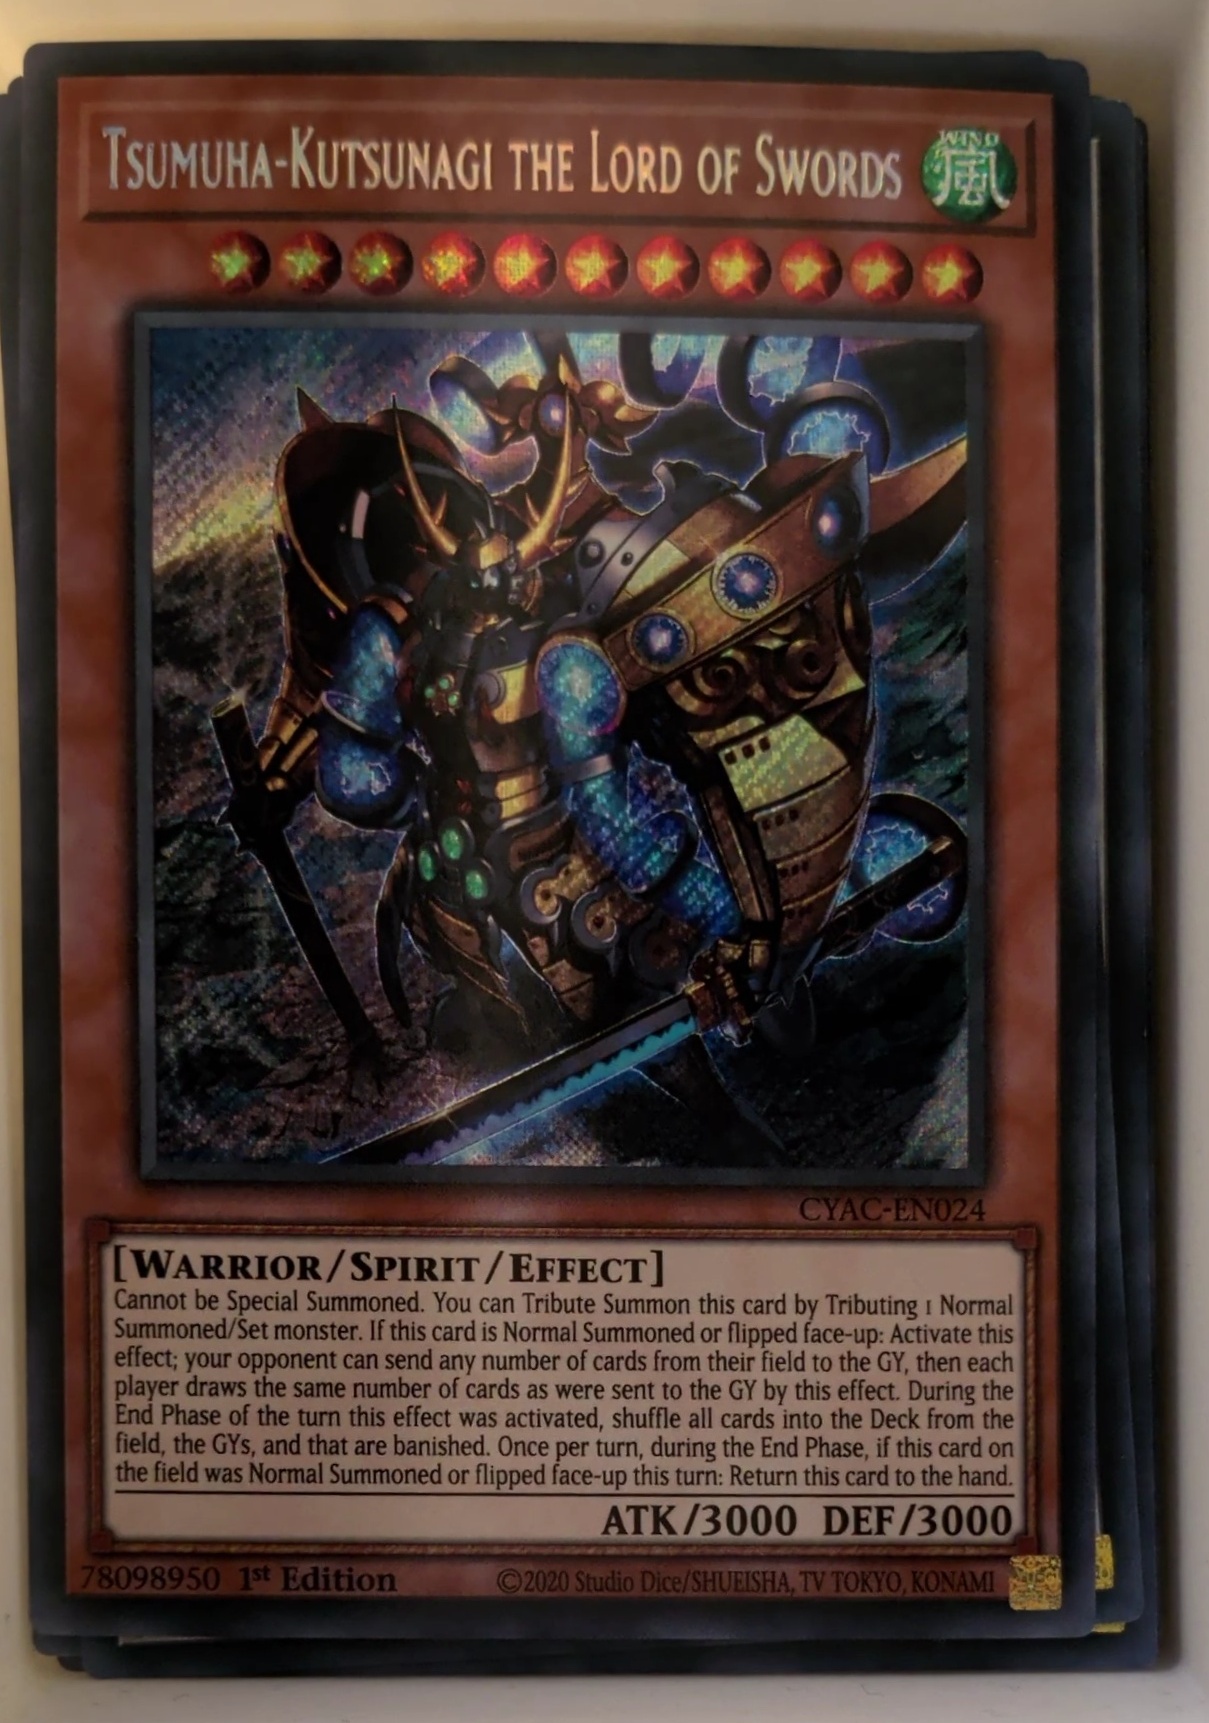 TSUMUHA-KUTSUNAGI THE LORD OF SWORDS
WIND
風
CYAC-EN024
[WARRIOR/SPIRIT/EFFECT]
Cannot be Special Summoned. You can Tribute Summon this card by Tributing 1 Normal
Summoned/Set monster. If this card is Normal Summoned or flipped face-up: Activate this
effect; your opponent can send any number of cards from their field to the GY, then each
player draws the same number of cards as were sent to the GY by this effect. During the
End Phase of the turn this effect was activated, shuffle all cards into the Deck from the
field, the GYs, and that are banished. Once per turn, during the End Phase, if this card on
the field was Normal Summoned or flipped face-up this turn: Return this card to the hand.
ATK/3000 DEF/3000
78098950 1st Edition ©2020 Studio Dice/SHUEISHA, TV TOKYO, KONAMI